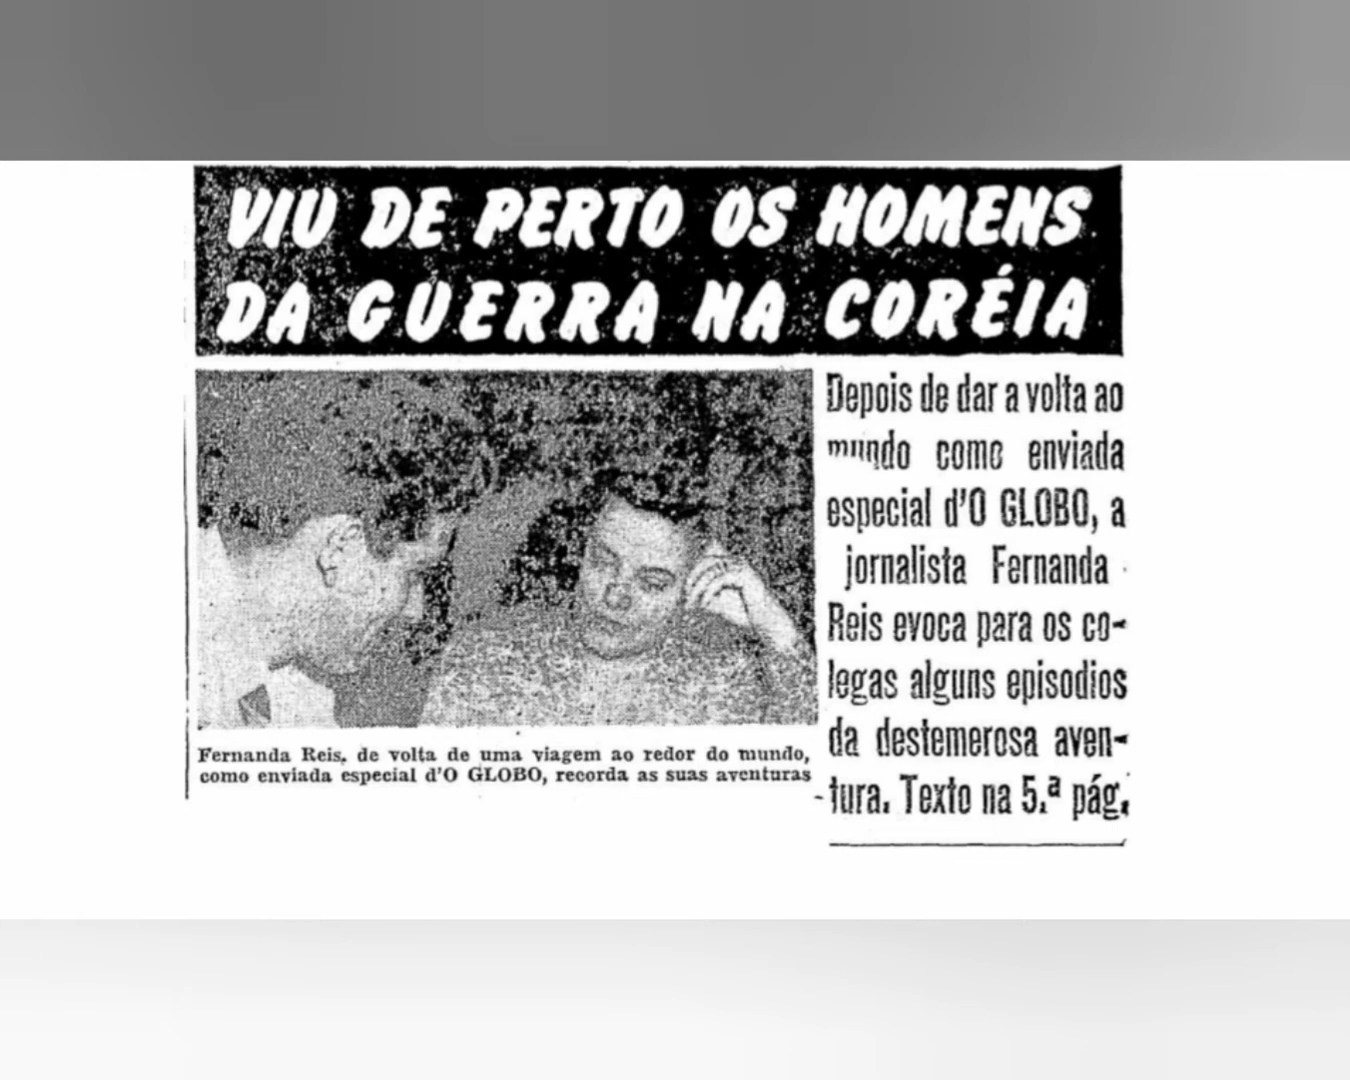 VIU DE PERTO OS HOMENS
DA GUERRA NA CORÉIA
Depois de dar a volta ao
mundo como enviada
especial d'O GLOBO, a
jornalista Fernanda
Reis evoca para os co-
legas alguns episodios
da destemerosa aven-
tura. Texto na 5.ª pág.
Fernanda Reis, de volta de uma viagem ao redor do mundo,
como enviada especial d'O GLOBO, recorda as suas aventuras